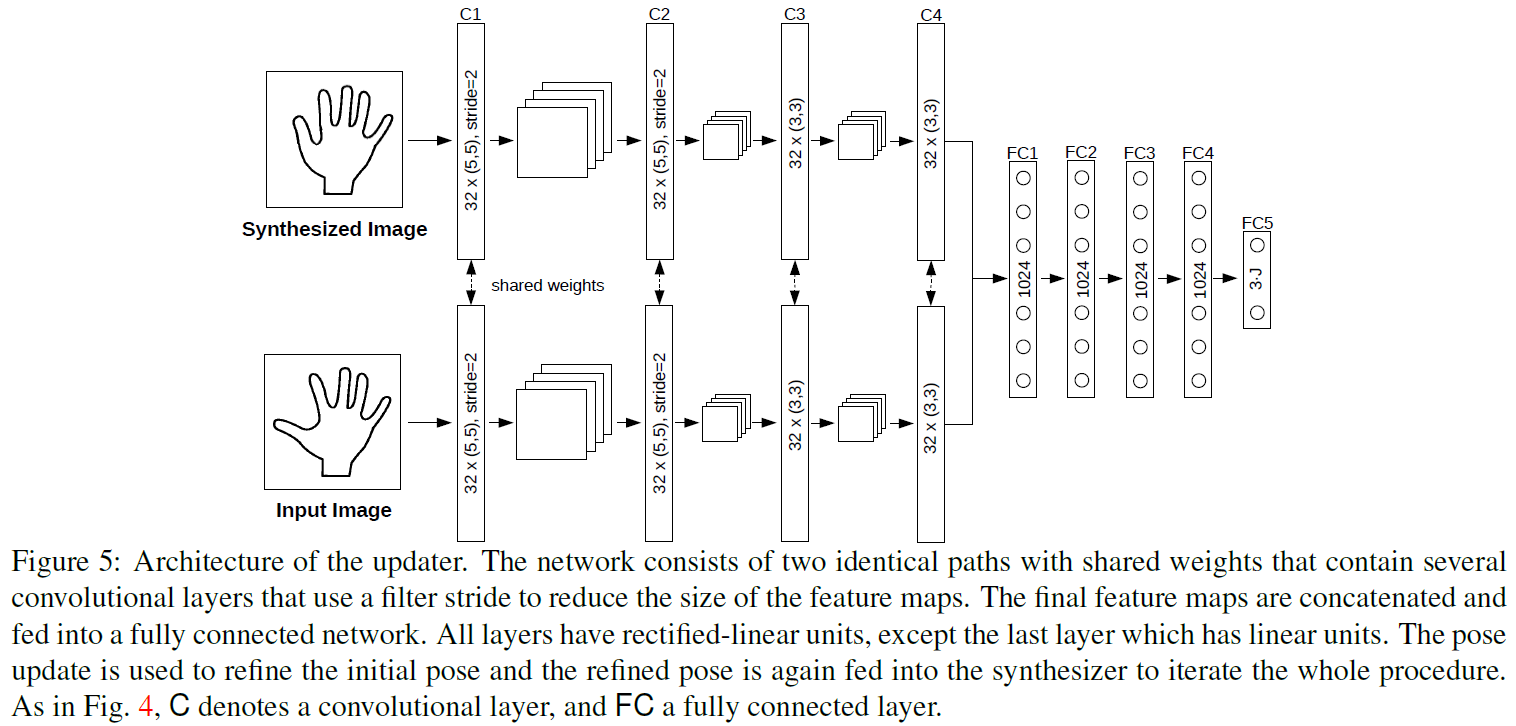 C1 C2 C3 C4
32 x (5,5), stride=2
32 x (5,5), stride=2
32 x (3,3)
32 x (3,3)
Synthesized Image
FC1 FC2 FC3 FC4
1024
1024
1024
1024
FC5
3·J
shared weights
32 x (5,5), stride=2
32 x (5,5), stride=2
32 x (3,3)
32 x (3,3)
Input Image
Figure 5: Architecture of the updater. The network consists of two identical paths with shared weights that contain several
convolutional layers that use a filter stride to reduce the size of the feature maps. The final feature maps are concatenated and
fed into a fully connected network. All layers have rectified-linear units, except the last layer which has linear units. The pose
update is used to refine the initial pose and the refined pose is again fed into the synthesizer to iterate the whole procedure.
As in Fig. 4, C denotes a convolutional layer, and FC a fully connected layer.